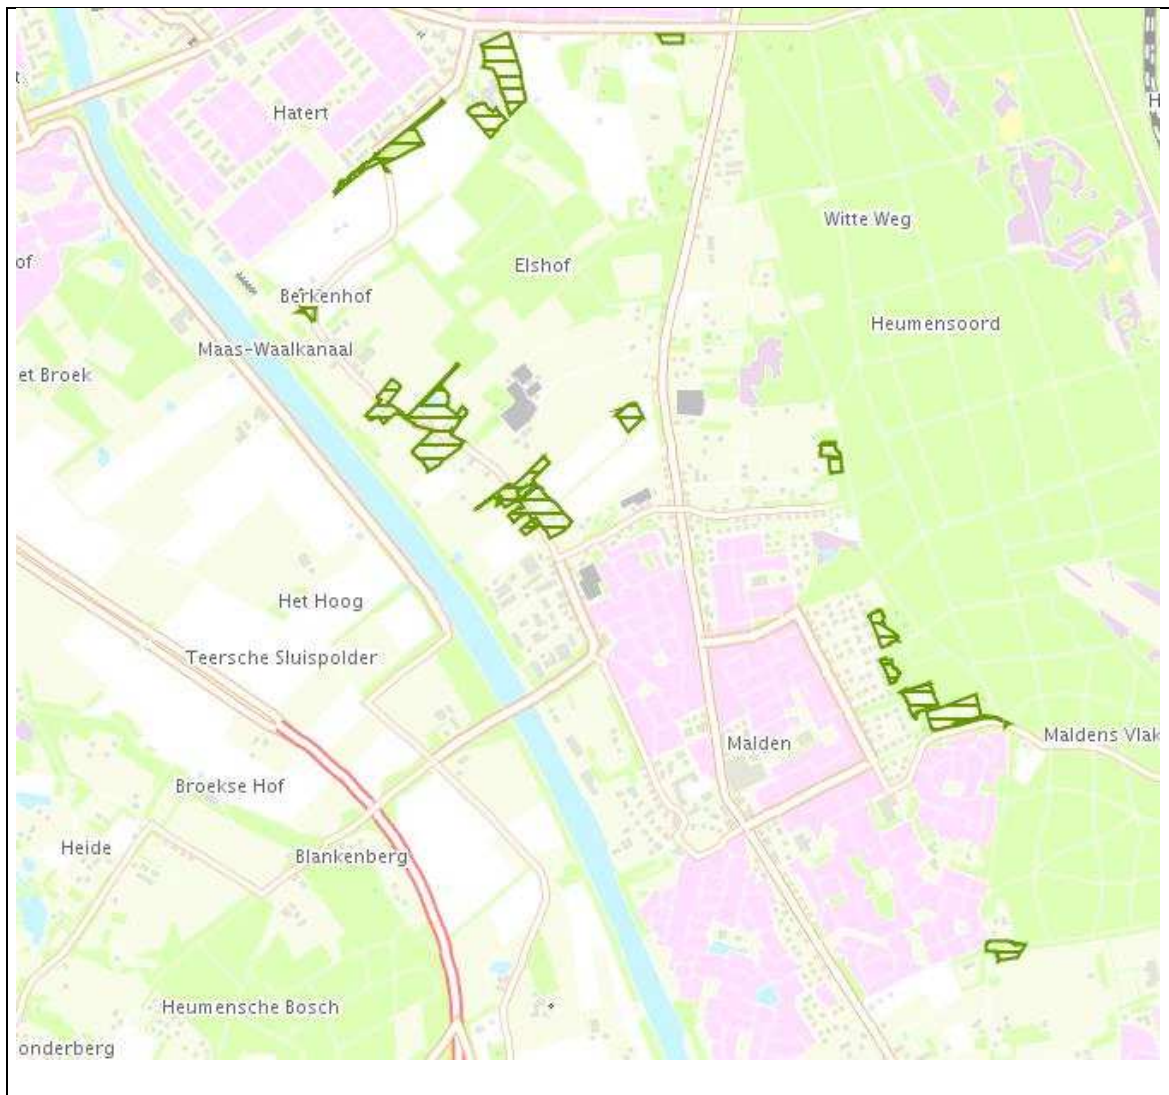 t.
Hatert
H
Witte Weg
of
Elshof
Berkenhof
Heumensoord
Maas-Waalkanaal
et Broek
Het Hoog
Teersche Sluispolder
Maldens Vlak
Malden
Broekse Hof
Heide
Blankenberg
Heumensche Bosch
onderberg